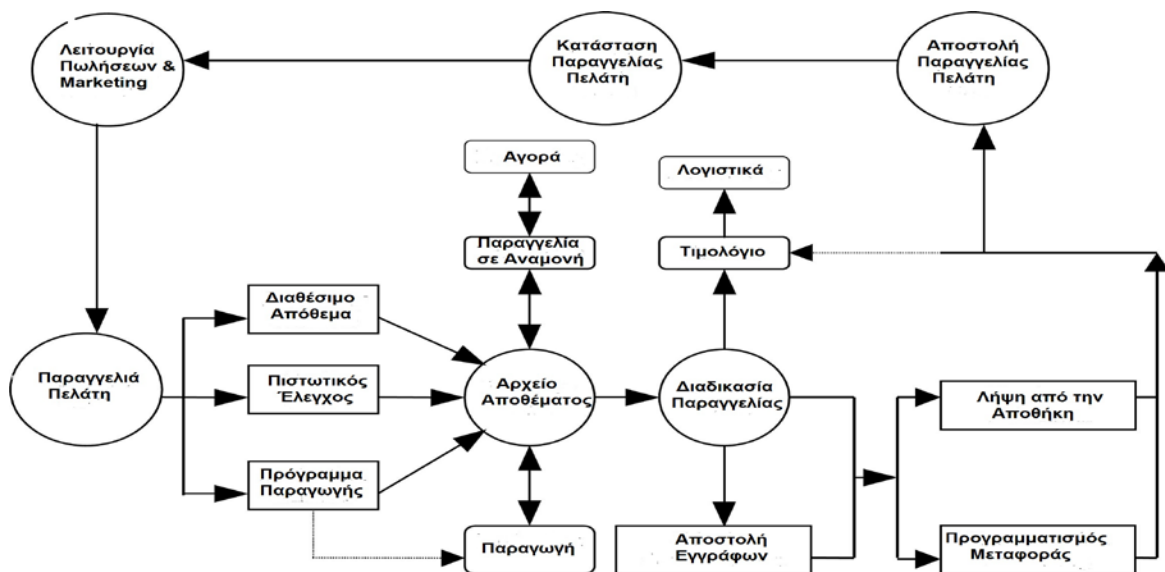 Λειτουργία
Πωλήσεων &
Marketing
Κατάσταση
Παραγγελίας
Πελάτη
Αποστολή
Παραγγελίας
Πελάτη
Αγορά
Λογιστικά
Παραγγελία
σε Αναμονή
Τιμολόγιο
Διαθέσιμο
Απόθεμα
Παραγγελιά
Πελάτη
Πιστωτικός
Έλεγχος
Αρχείο
Αποθέματος
Διαδικασία
Παραγγελίας
Λήψη από την
Αποθήκη
Πρόγραμμα
Παραγωγής
Παραγωγή
Αποστολή
Εγγράφων
Προγραμματισμός
Μεταφοράς